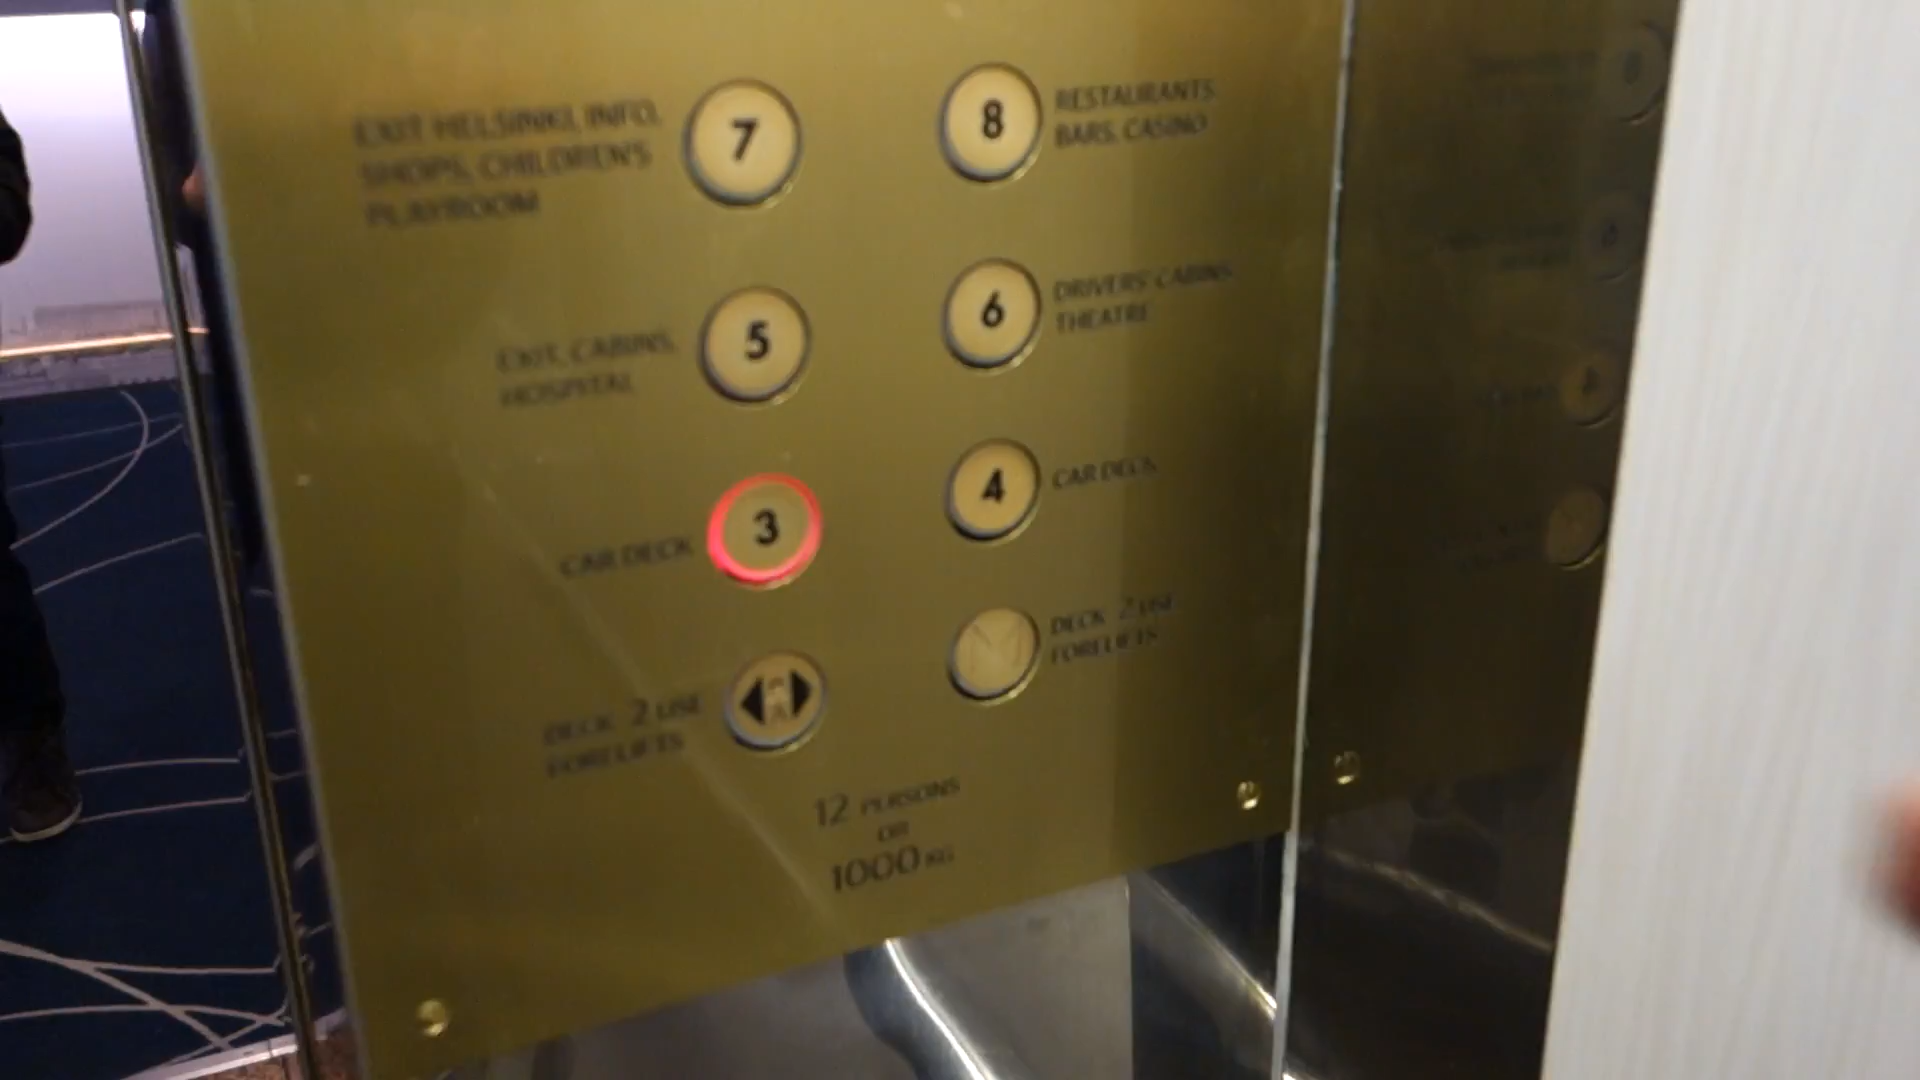 EXIT HELSINKI, INFO,
SHOPS, CHILDREN'S
PLAYROOM
7
8
RESTAURANTS
BARS, CASINO
EXIT, CABINS,
HOSPITAL
5
6
DRIVERS' CABINS
THEATRE
CAR DECK
3
4
CAR DECK
DECK 2 USE
FORELIFTS
M
DECK 2 USE
FORELIFTS
12 PERSONS
OR
1000 KG